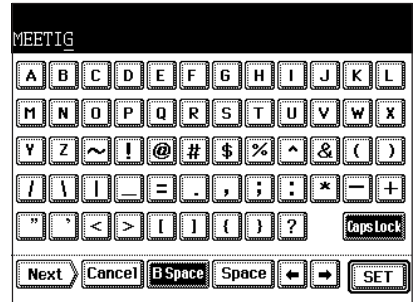 MEETIG
A B C D E F G H I J K L
M N O P Q R S T U V W X
Y Z ~ ! @ # $ % ^ & ( )
/ \ | _ = . , ; : * − +
" ` < > [ ] { } ? Caps Lock
Next Cancel B Space Space ← → SET